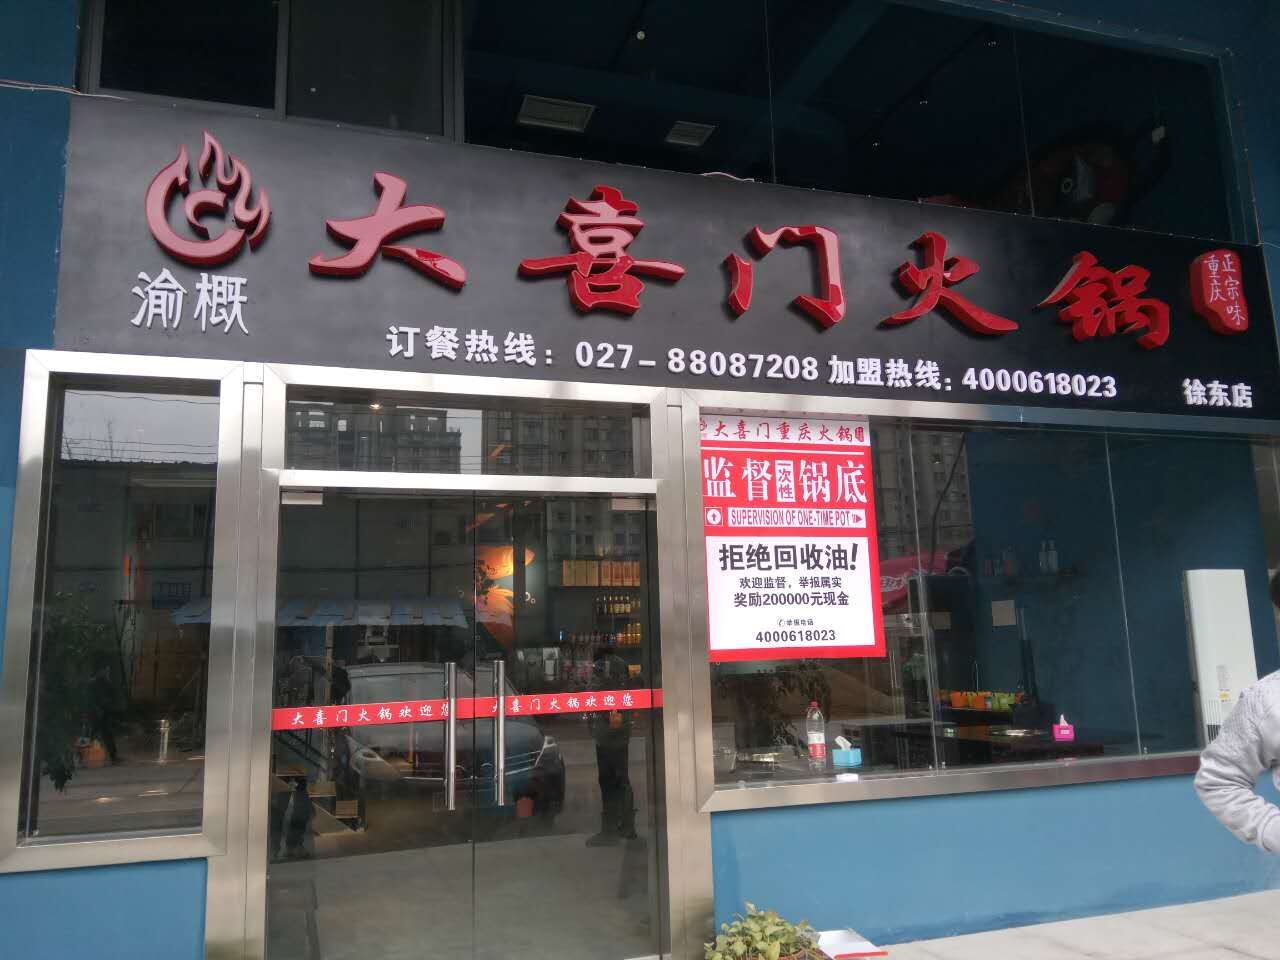 大喜门火锅
渝概
重庆
正宗味
订餐热线：027-88087208 加盟热线：4000618023
徐东店
大喜门重庆火锅
监督一次性锅底
SUPERVISION OF ONE-TIME POT
拒绝回收油！
欢迎监督，举报属实
奖励200000元现金
举报电话
4000618023
大喜门火锅欢迎您 大喜门火锅欢迎您